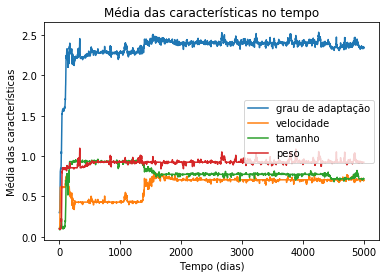 Média das características no tempo
Média das características
2.5
2.0
1.5
1.0
0.5
0.0
grau de adaptação
velocidade
tamanho
peso
0
1000
2000
3000
4000
5000
Tempo (dias)